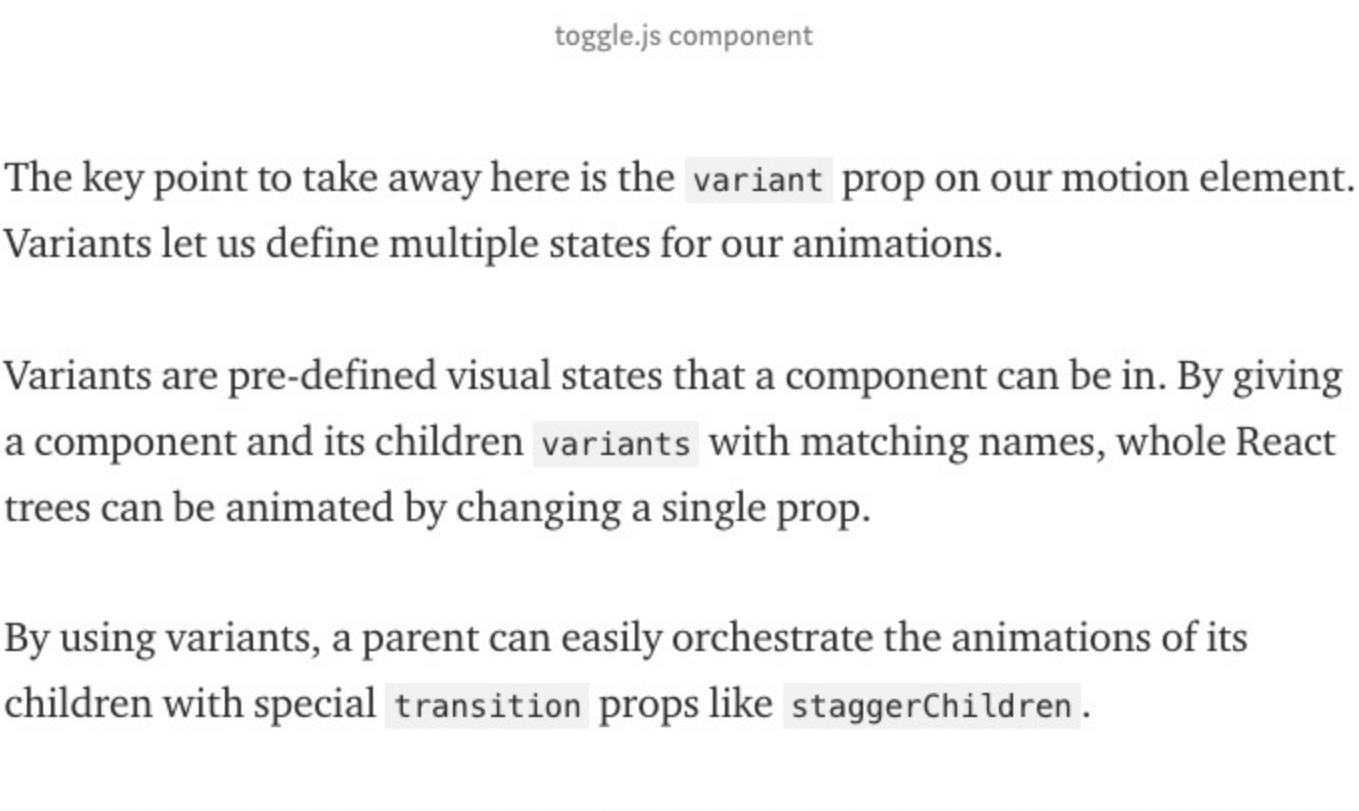 toggle.js component
The key point to take away here is the variant prop on our motion element.
Variants let us define multiple states for our animations.
Variants are pre-defined visual states that a component can be in. By giving
a component and its children variants with matching names, whole React
trees can be animated by changing a single prop.
By using variants, a parent can easily orchestrate the animations of its
children with special transition props like staggerChildren.